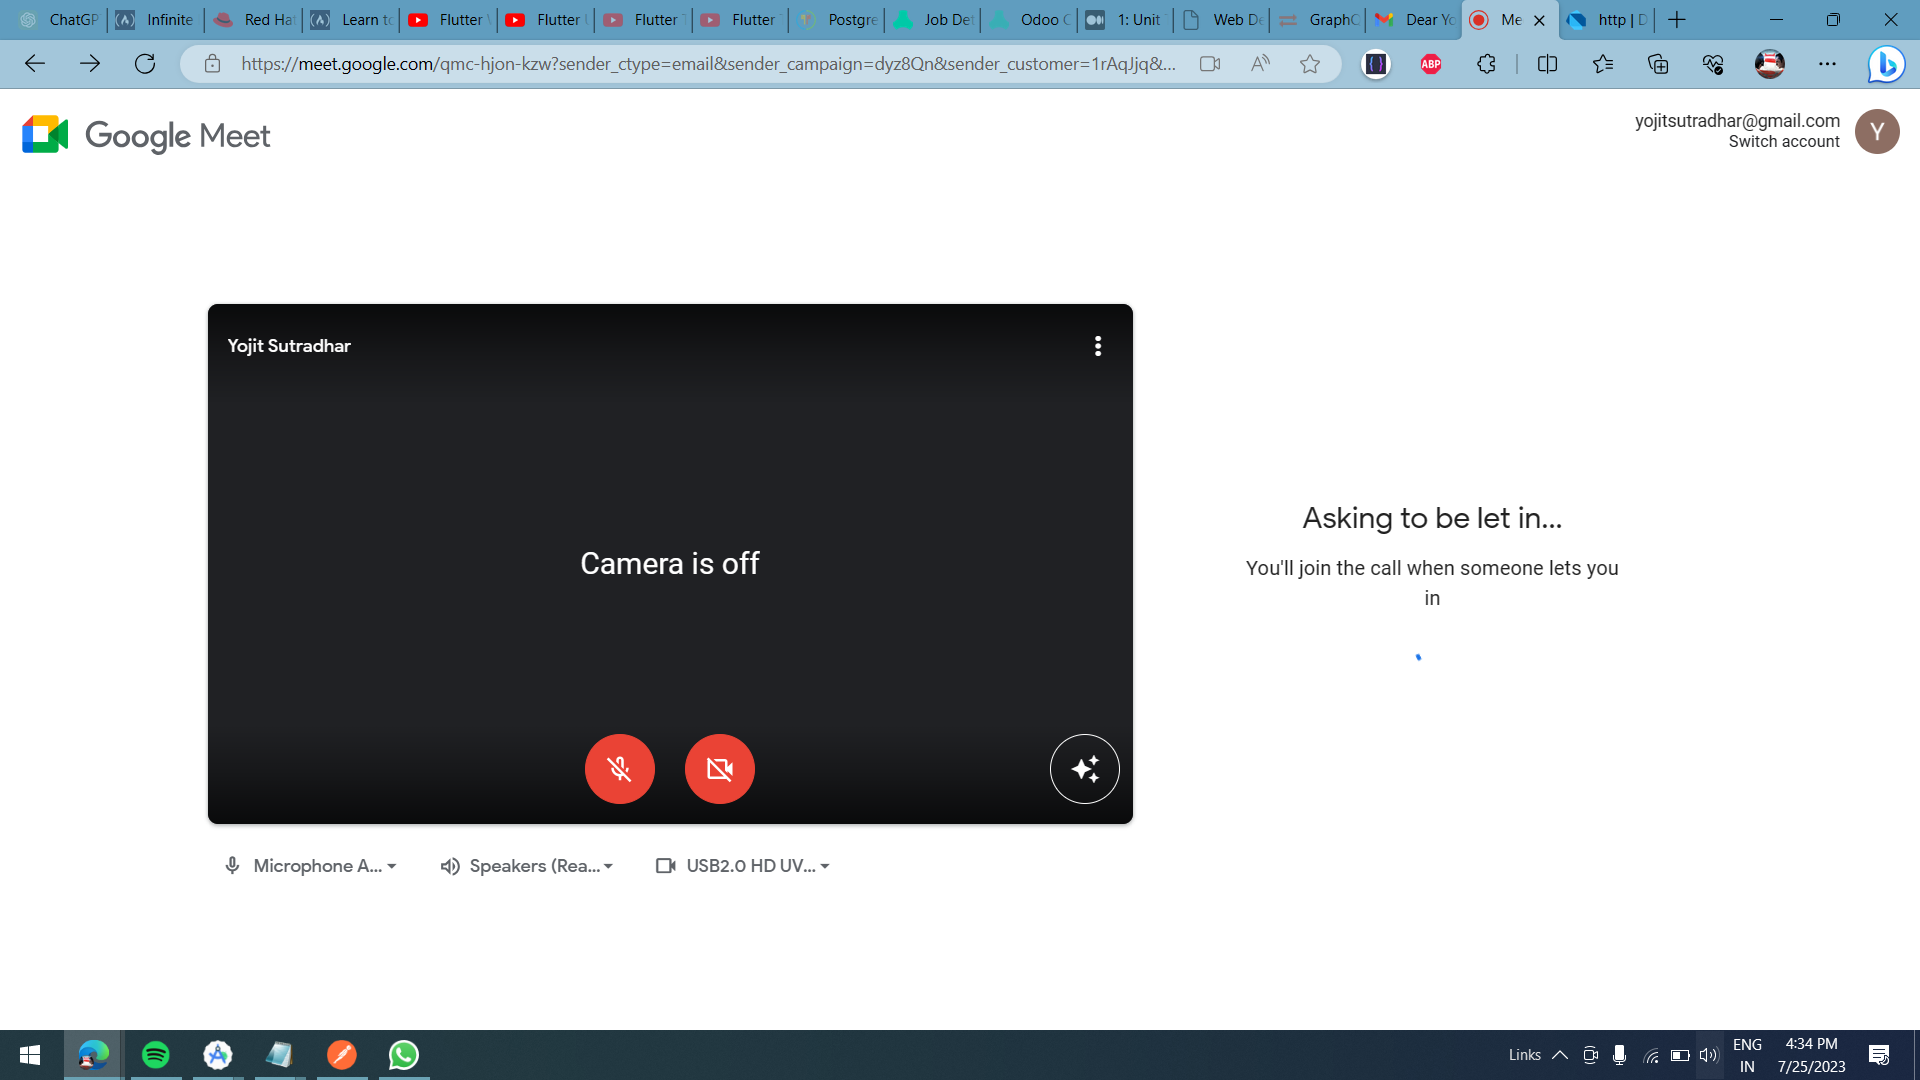 ChatGP
Infinite
Red Ha
Learn to
Flutter
Flutter
Flutter
Flutter
Postgre
Job Det
Odoo
1: Unit
Web De
Graph
Dear Yo
Me
http | D
https://meet.google.com/qmc-hjon-kzw?sender_ctype=email&sender_campaign=dyz8Qn&sender_customer=1rAqJjq&...
ABP
Google Meet
yojitsutradhar@gmail.com
Switch account
Y
Yojit Sutradhar
Camera is off
Asking to be let in...
You'll join the call when someone lets you
in
Microphone A...
Speakers (Rea...
USB2.0 HD UV...
Links
ENG
IN
4:34 PM
7/25/2023